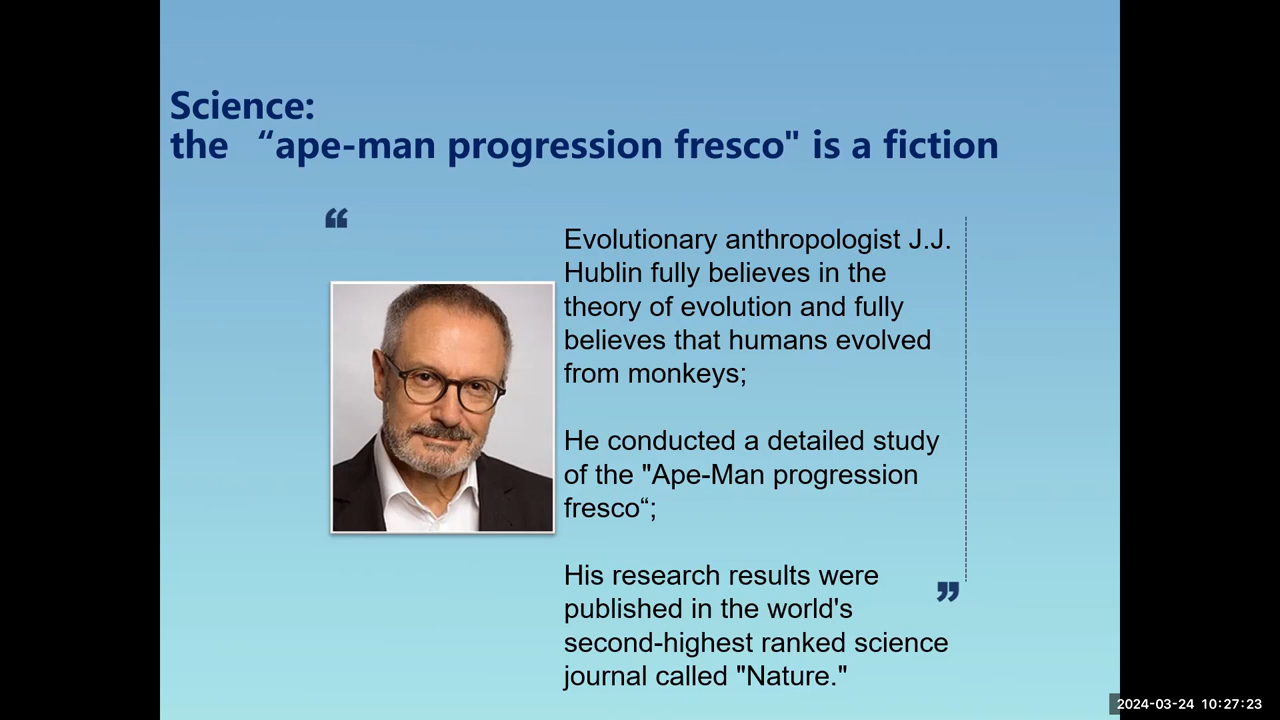 Science:
the “ape-man progression fresco" is a fiction
“
Evolutionary anthropologist J.J.
Hublin fully believes in the
theory of evolution and fully
believes that humans evolved
from monkeys;
He conducted a detailed study
of the "Ape-Man progression
fresco“;
His research results were
published in the world's
second-highest ranked science
journal called "Nature."
”
2024-03-24 10:27:23